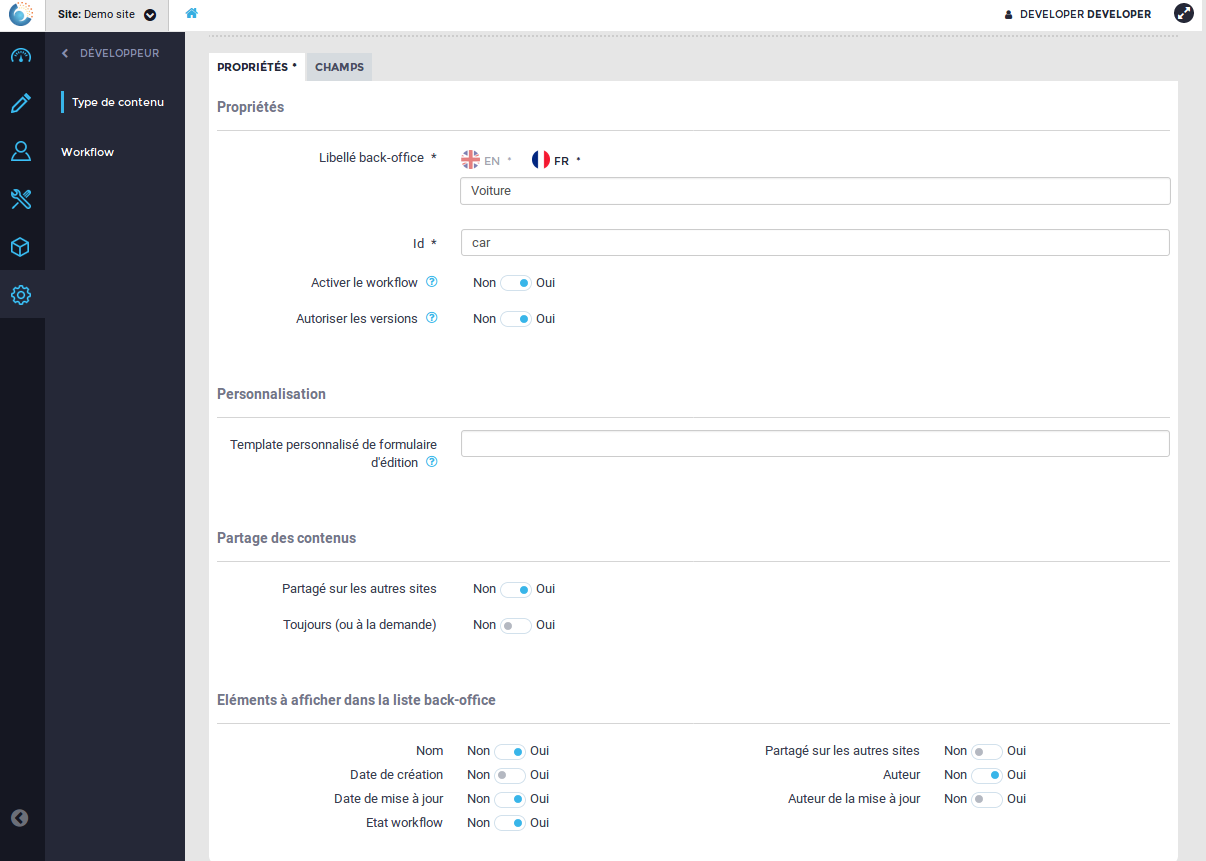 Site: Demo site
DEVELOPER DEVELOPER
DÉVELOPPEUR
Type de contenu
Workflow
PROPRIÉTÉS *
CHAMPS
Propriétés
Libellé back-office *
EN *
FR *
Voiture
Id *
car
Activer le workflow ? Non Oui
Autoriser les versions ? Non Oui
Personnalisation
Template personnalisé de formulaire
d'édition ?
Partage des contenus
Partagé sur les autres sites Non Oui
Toujours (ou à la demande) Non Oui
Eléments à afficher dans la liste back-office
Nom Non Oui
Partagé sur les autres sites Non Oui
Date de création Non Oui
Auteur Non Oui
Date de mise à jour Non Oui
Auteur de la mise à jour Non Oui
Etat workflow Non Oui